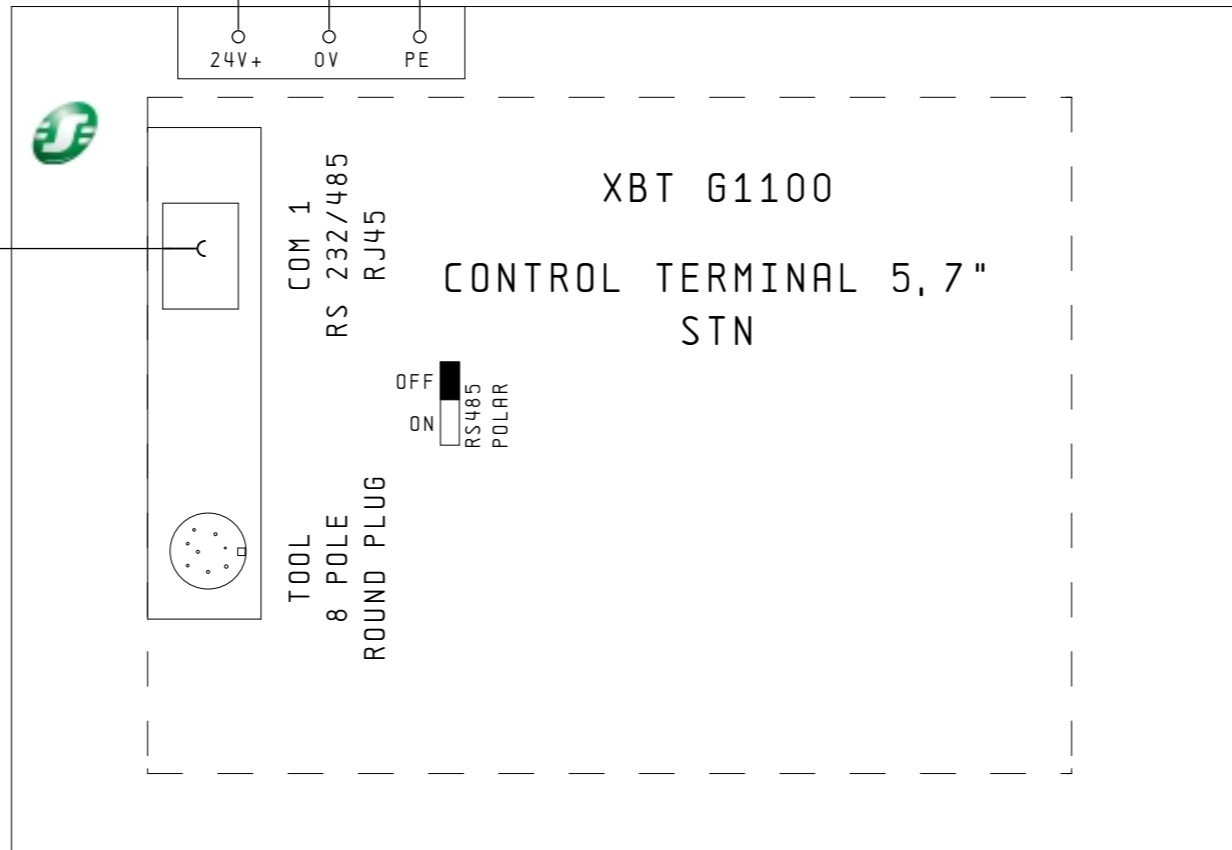 24V+ 0V PE
XBT G1100
CONTROL TERMINAL 5,7"
STN
COM 1
RS 232/485
RJ45
OFF
ON
RS485
POLAR
TOOL
8 POLE
ROUND PLUG